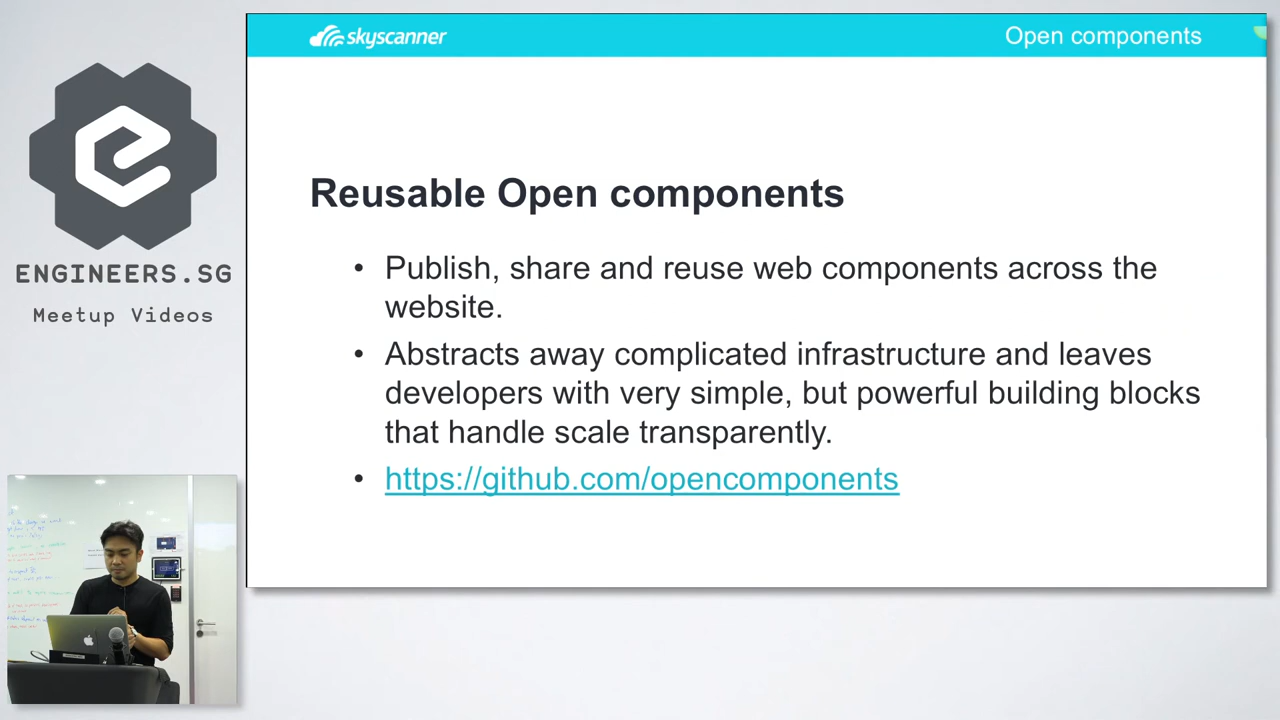 skyscanner
Open components
ENGINEERS.SG
Meetup Videos
Reusable Open components
• Publish, share and reuse web components across the
website.
• Abstracts away complicated infrastructure and leaves
developers with very simple, but powerful building blocks
that handle scale transparently.
• https://github.com/opencomponents